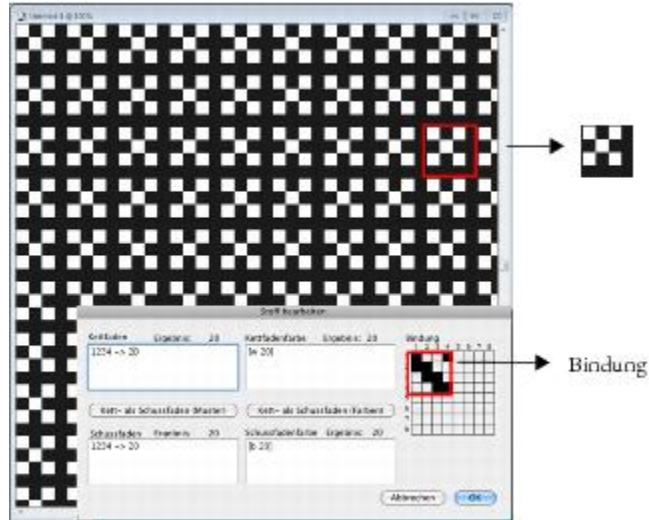 Stoff bearbeiten
Kettfaden Ergebnis: 20 Kettfadenfarbe Ergebnis: 20 Bindung
1 2 3 4 5 6 7 8
1234 -> 20 [w 20]
Bindung
Kett- als Schussfaden (Muster) Kett- als Schussfaden (Farben)
Schussfaden Ergebnis 20 Schussfadenfarbe Ergebnis: 20
1234 -> 20 [b 20]
Abbrechen OK